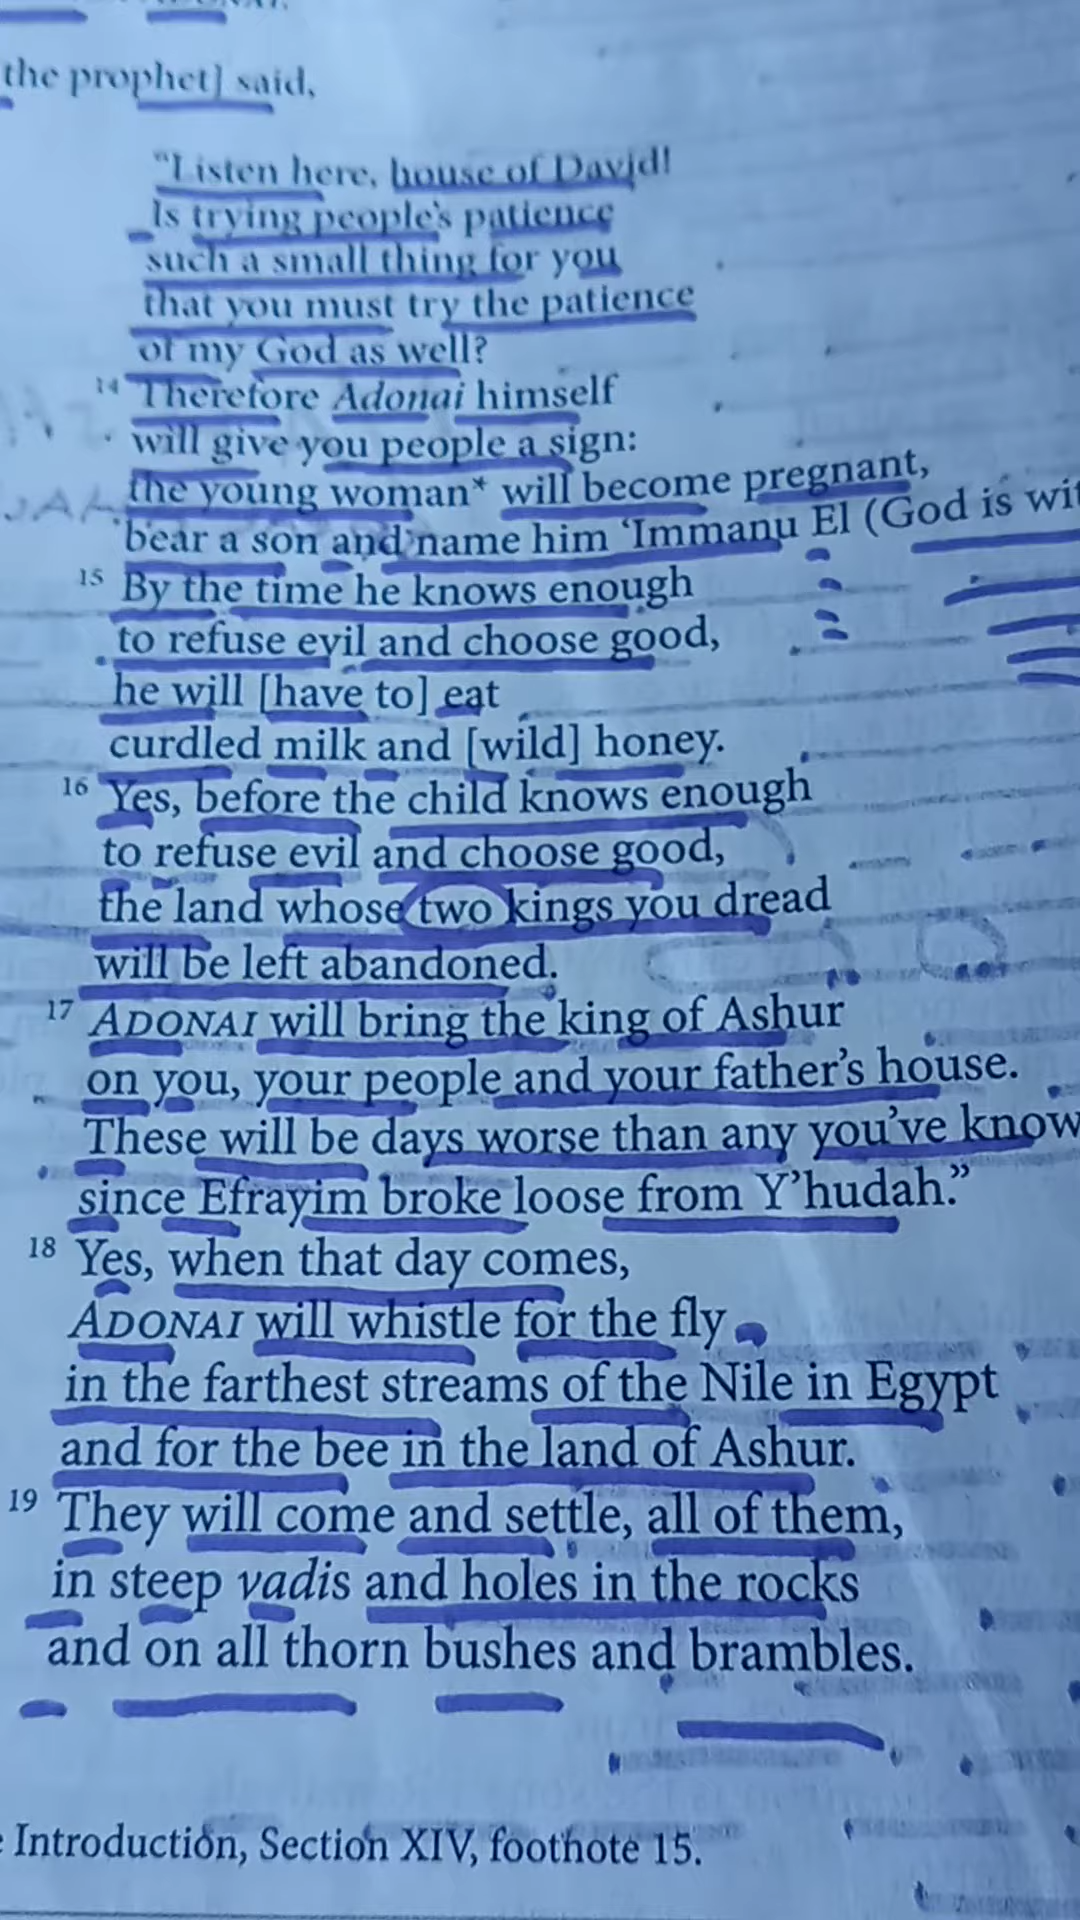 the prophet] said,
"Listen here, house of David!
Is trying people's patience
such a small thing for you
that you must try the patience
of my God as well?
14 Therefore Adonai himself
will give you people a sign:
the young woman* will become pregnant,
bear a son and name him 'Immanu El (God is
15 By the time he knows enough
to refuse evil and choose good,
he will [have to] eat
curdled milk and [wild] honey.
16 Yes, before the child knows enough
to refuse evil and choose good,
the land whose two kings you dread
will be left abandoned.
17 ADONAI will bring the king of Ashur
on you, your people and your father's house.
These will be days worse than any you've know
since Efrayim broke loose from Y'hudah."
18 Yes, when that day comes,
ADONAI will whistle for the fly
in the farthest streams of the Nile in Egypt
and for the bee in the land of Ashur.
19 They will come and settle, all of them,
in steep vadis and holes in the rocks
and on all thorn bushes and brambles.
Introduction, Section XIV, footnote 15.